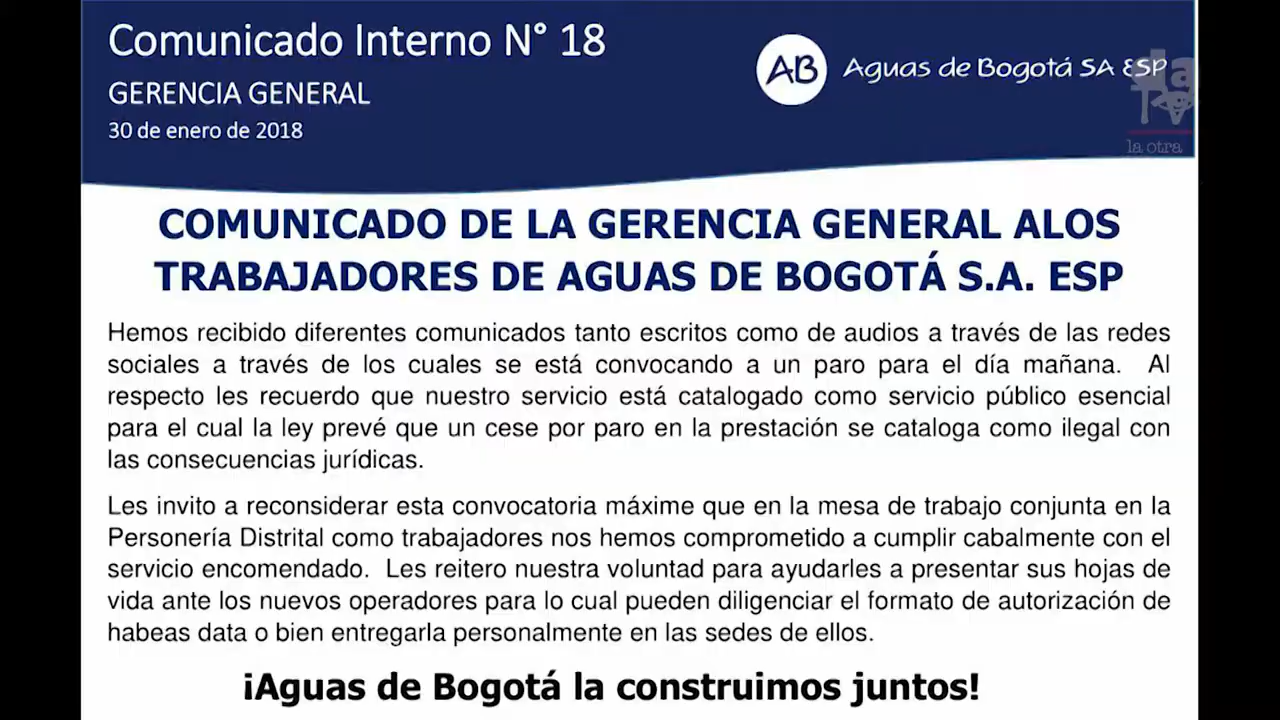 Comunicado Interno N° 18
GERENCIA GENERAL
30 de enero de 2018
AB Aguas de Bogotá SA ESP
la tv
la otra
COMUNICADO DE LA GERENCIA GENERAL ALOS
TRABAJADORES DE AGUAS DE BOGOTÁ S.A. ESP
Hemos recibido diferentes comunicados tanto escritos como de audios a través de las redes
sociales a través de los cuales se está convocando a un paro para el día mañana. Al
respecto les recuerdo que nuestro servicio está catalogado como servicio público esencial
para el cual la ley prevé que un cese por paro en la prestación se cataloga como ilegal con
las consecuencias jurídicas.
Les invito a reconsiderar esta convocatoria máxime que en la mesa de trabajo conjunta en la
Personería Distrital como trabajadores nos hemos comprometido a cumplir cabalmente con el
servicio encomendado. Les reitero nuestra voluntad para ayudarles a presentar sus hojas de
vida ante los nuevos operadores para lo cual pueden diligenciar el formato de autorización de
habeas data o bien entregarla personalmente en las sedes de ellos.
¡Aguas de Bogotá la construimos juntos!